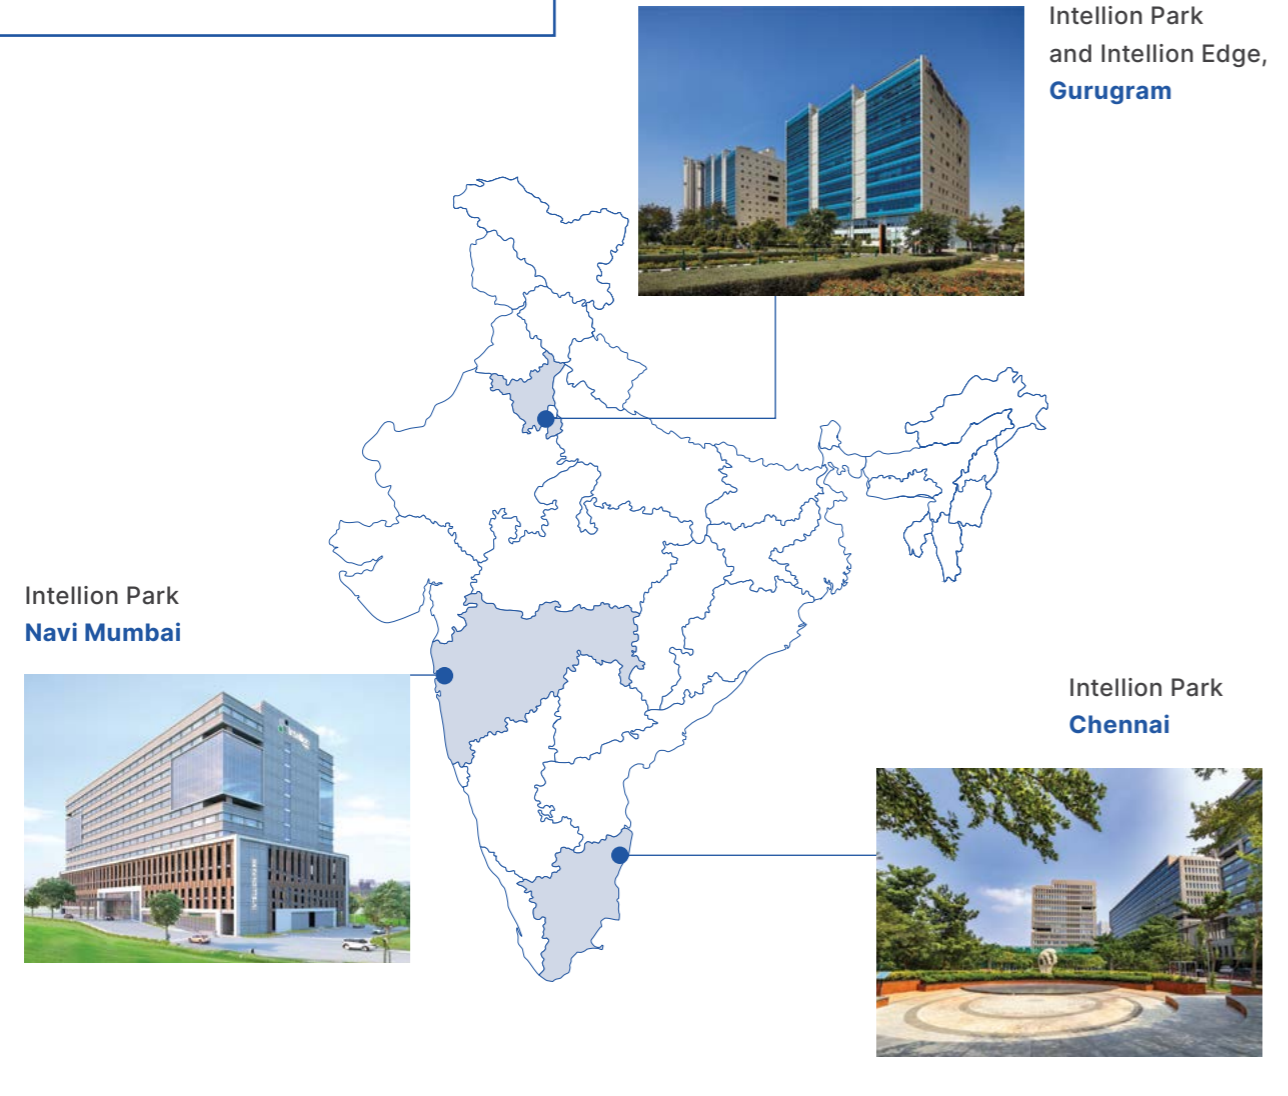 Intellion Park
and Intellion Edge,
Gurugram
Intellion Park
Navi Mumbai
Intellion Park
Chennai